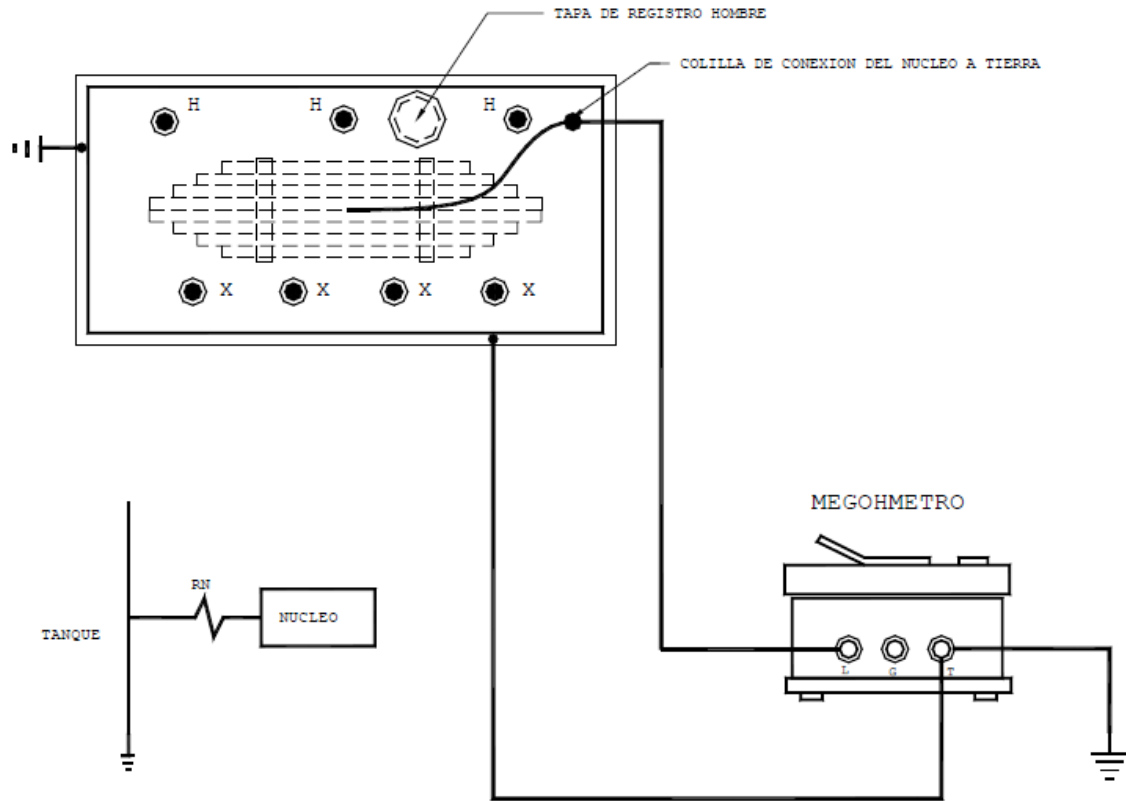 TAPA DE REGISTRO HOMBRE
COLILLA DE CONEXION DEL NUCLEO A TIERRA
H
H
H
X
X
X
X
MEGOHMETRO
RN
NUCLEO
TANQUE
L
G
T